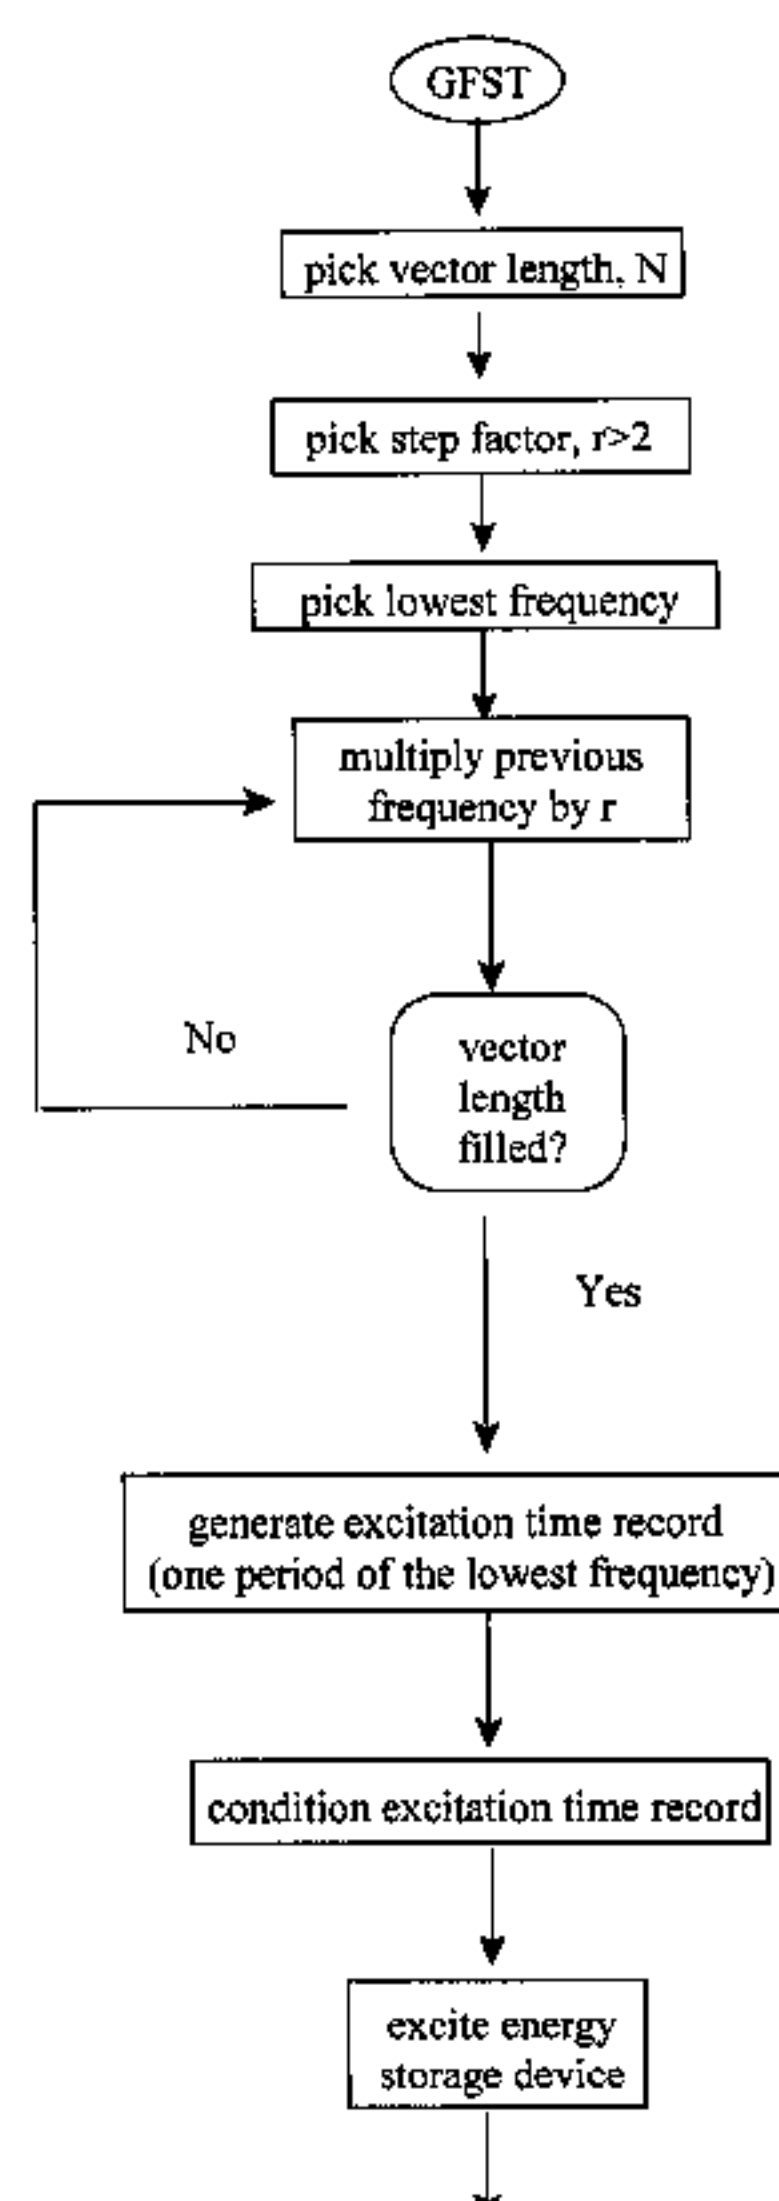 GFST
pick vector length, N
pick step factor, r>2
pick lowest frequency
multiply previous
frequency by r
No
vector
length
filled?
Yes
generate excitation time record
(one period of the lowest frequency)
condition excitation time record
excite energy
storage device